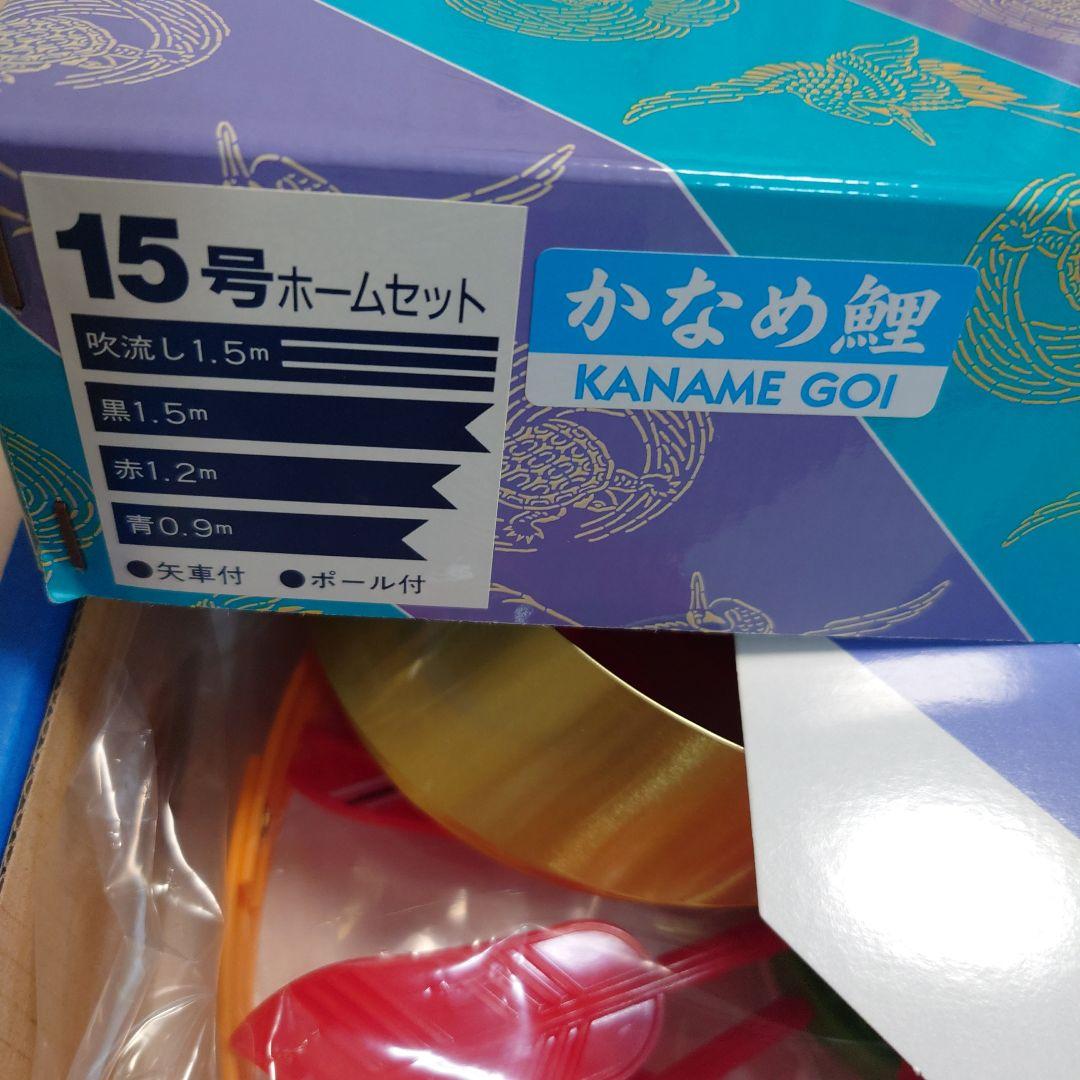 15号ホームセット
吹流し1.5m
黒1.5m
赤1.2m
青0.9m
●矢車付 ●ポール付
かなめ鯉
KANAME GOI